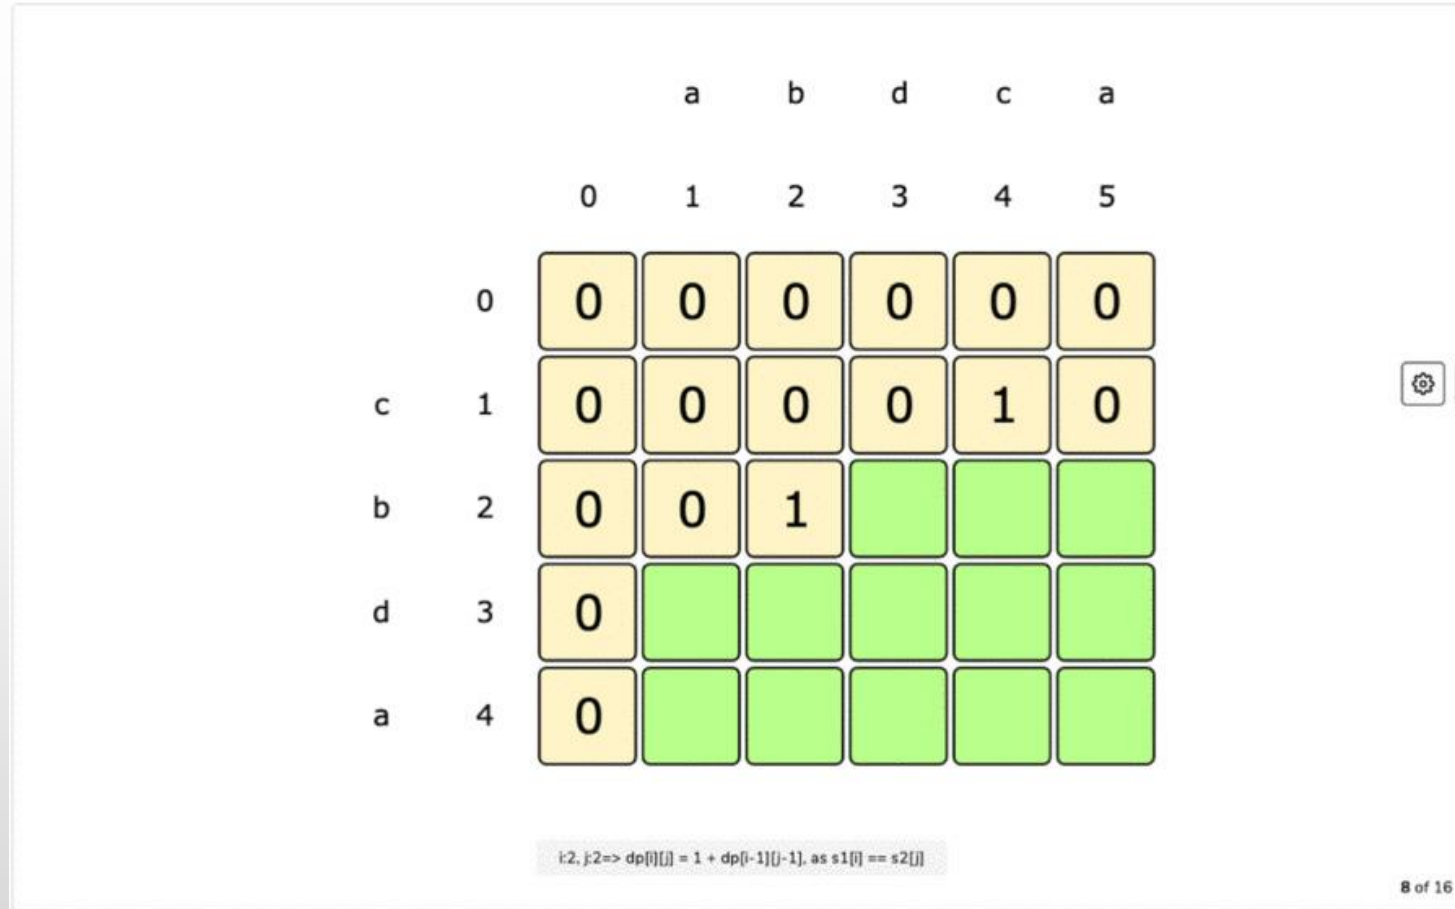 a b d c a
0 1 2 3 4 5
0 0 0 0 0 0 0
c 1 0 0 0 0 1 0
b 2 0 0 1
d 3 0
a 4 0
i:2, j:2=> dp[i][j] = 1 + dp[i-1][j-1], as s1[i] == s2[j]
8 of 16